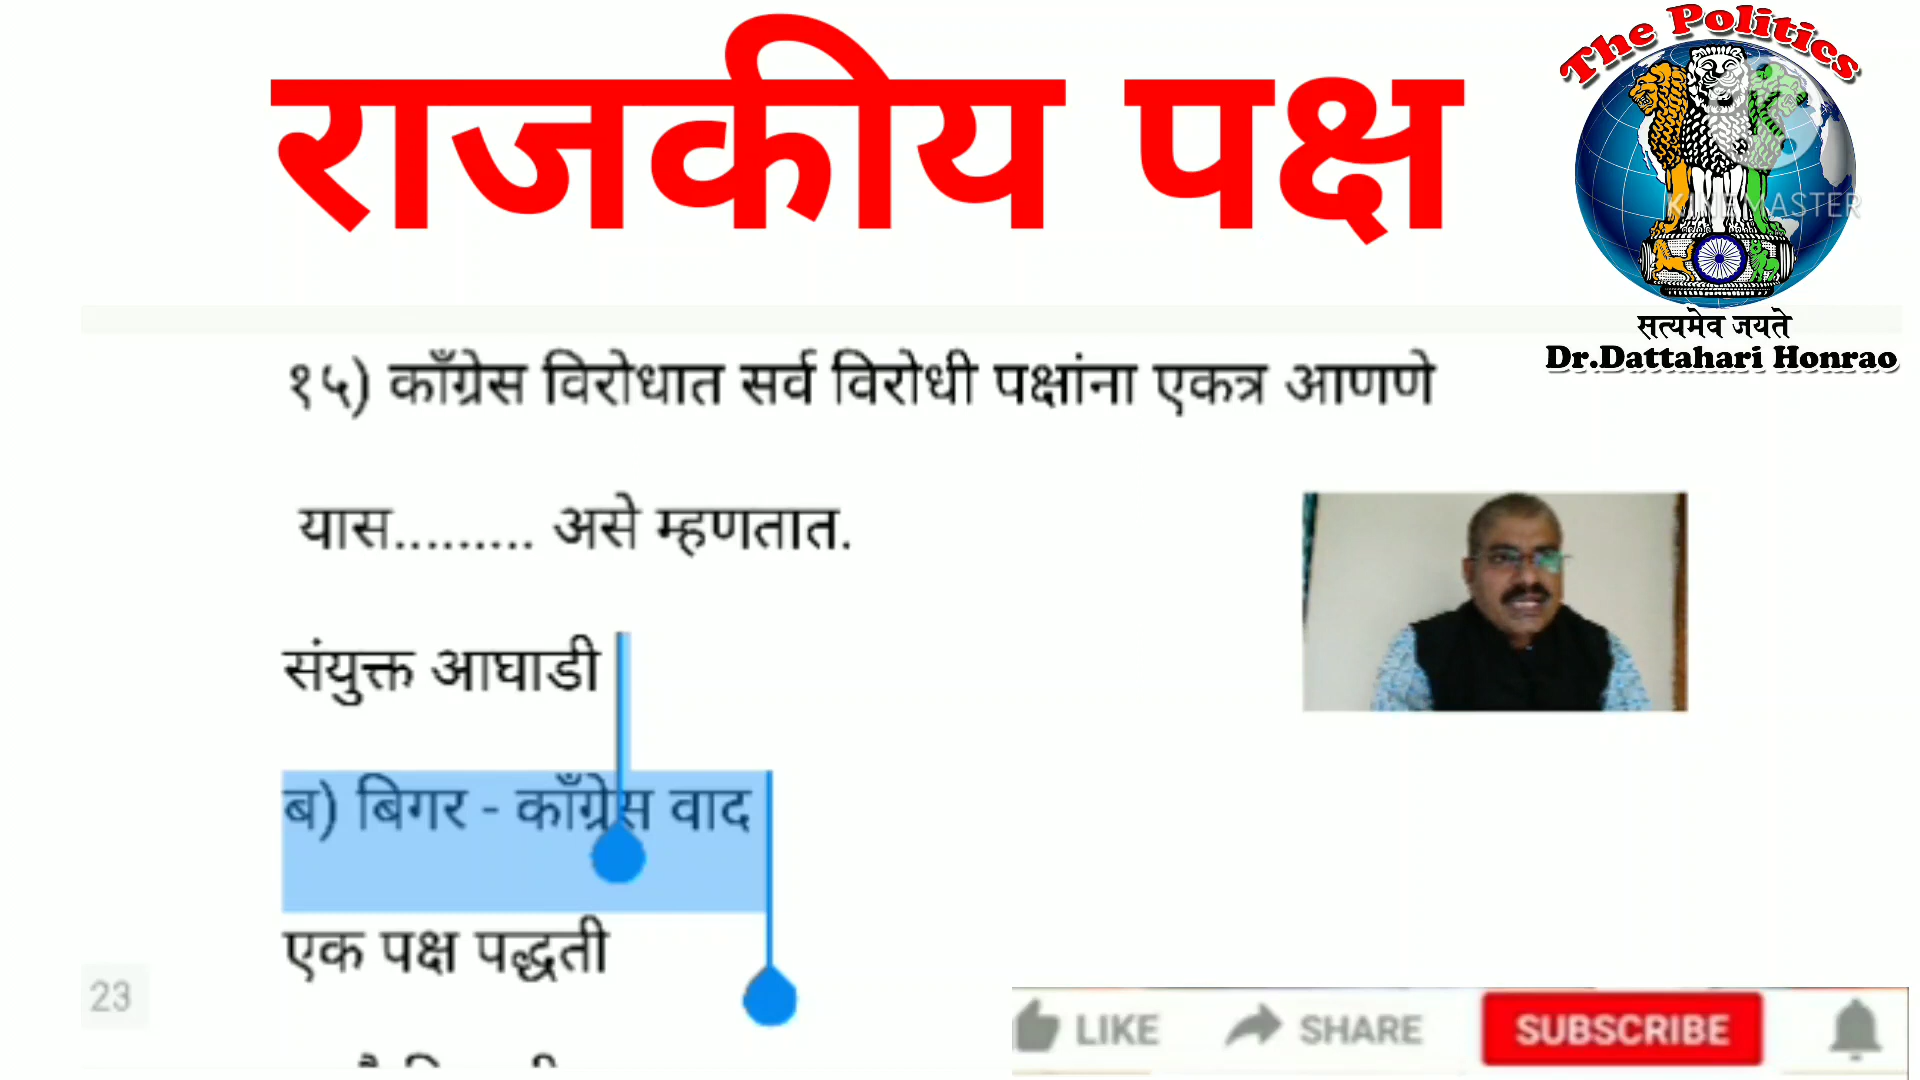 राजकीय पक्ष
The Politics
KINEMASTER
सत्यमेव जयते
Dr.Dattahari Honrao
१५) काँग्रेस विरोधात सर्व विरोधी पक्षांना एकत्र आणणे
यास......... असे म्हणतात.
संयुक्त आघाडी
ब) बिगर - काँग्रेस वाद
एक पक्ष पद्धती
23
LIKE SHARE SUBSCRIBE